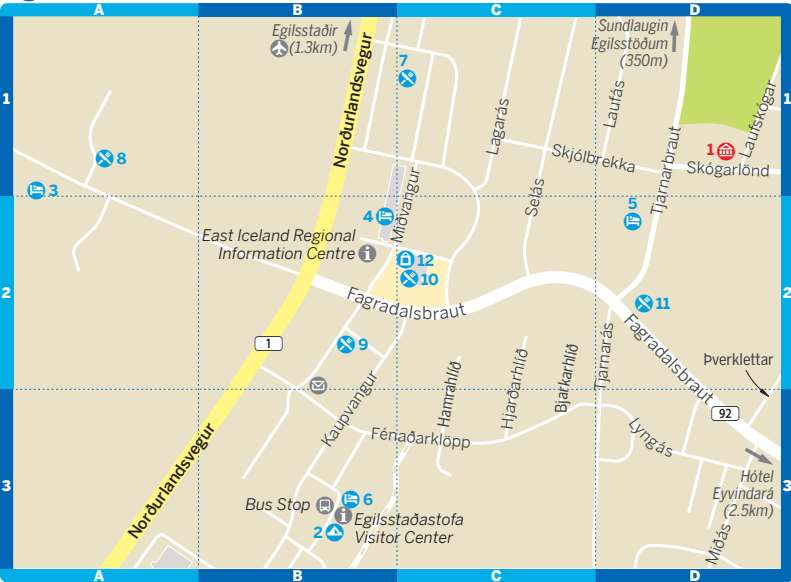 A
B
C
D
Egilsstaðir
(1.3km)
Sundlaugin
Egilsstöðum
(350m)
7
1
1
Norðurlandsvegur
Lagarás
Laufás
Laufskógar
8
1
Skjólbrekka
Skógarlönd
3
Tjarnarbraut
Miðvangur
Selás
4
5
East Iceland Regional
Information Centre
12
10
2
2
Fagradalsbraut
11
1
9
Fagradalsbraut
Tjarnarás
Þverklettar
Kaupvangur
Hamrahlíð
Hjarðarhlíð
Bjarkarhlíð
92
Fénaðarklöpp
Lyngás
Norðurlandsvegur
Hótel
Eyvindará
(2.5km)
3
3
6
Bus Stop
Egilsstaðastofa
Visitor Center
2
Miðás
A
B
C
D